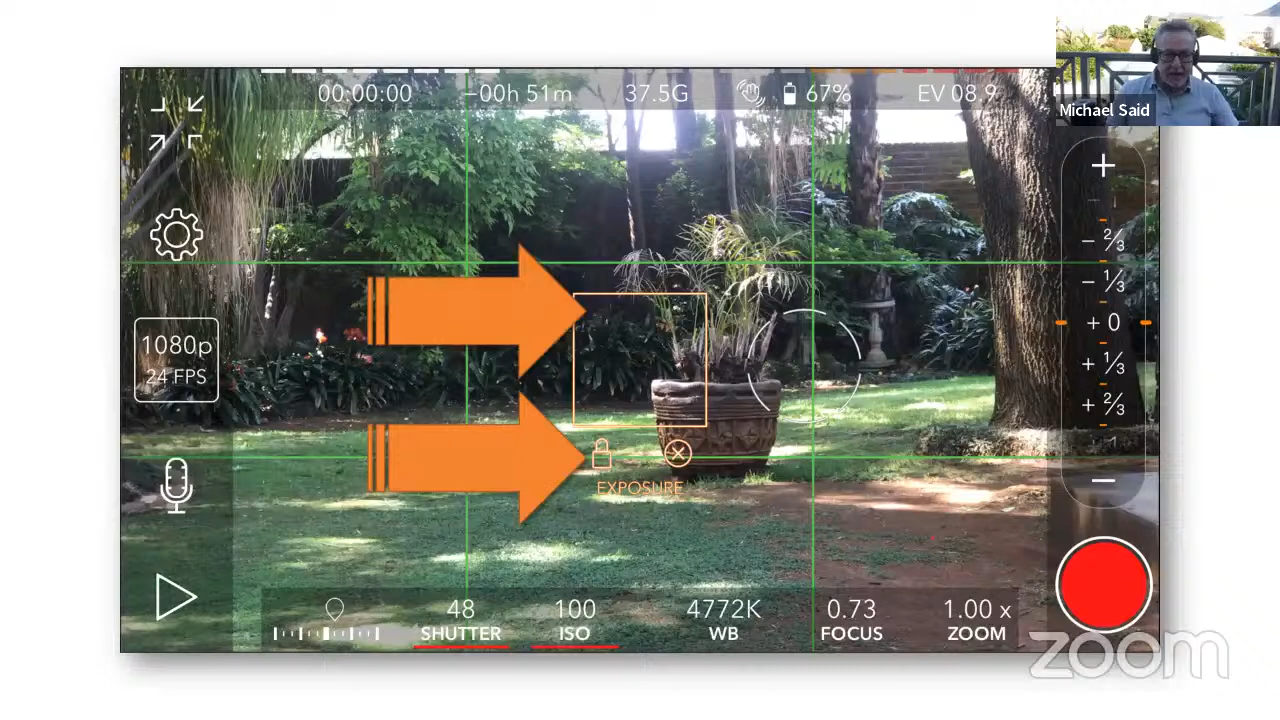 00:00:00 −00h 51m 37.5G 67% EV 08.9
Michael Said
+
− ⅔
− ⅓
1080p
+ 0
24 FPS
+ ⅓
+ ⅔
−
EXPOSURE
48 100 4772K 0.73 1.00 x
SHUTTER ISO WB FOCUS ZOOM
zoom